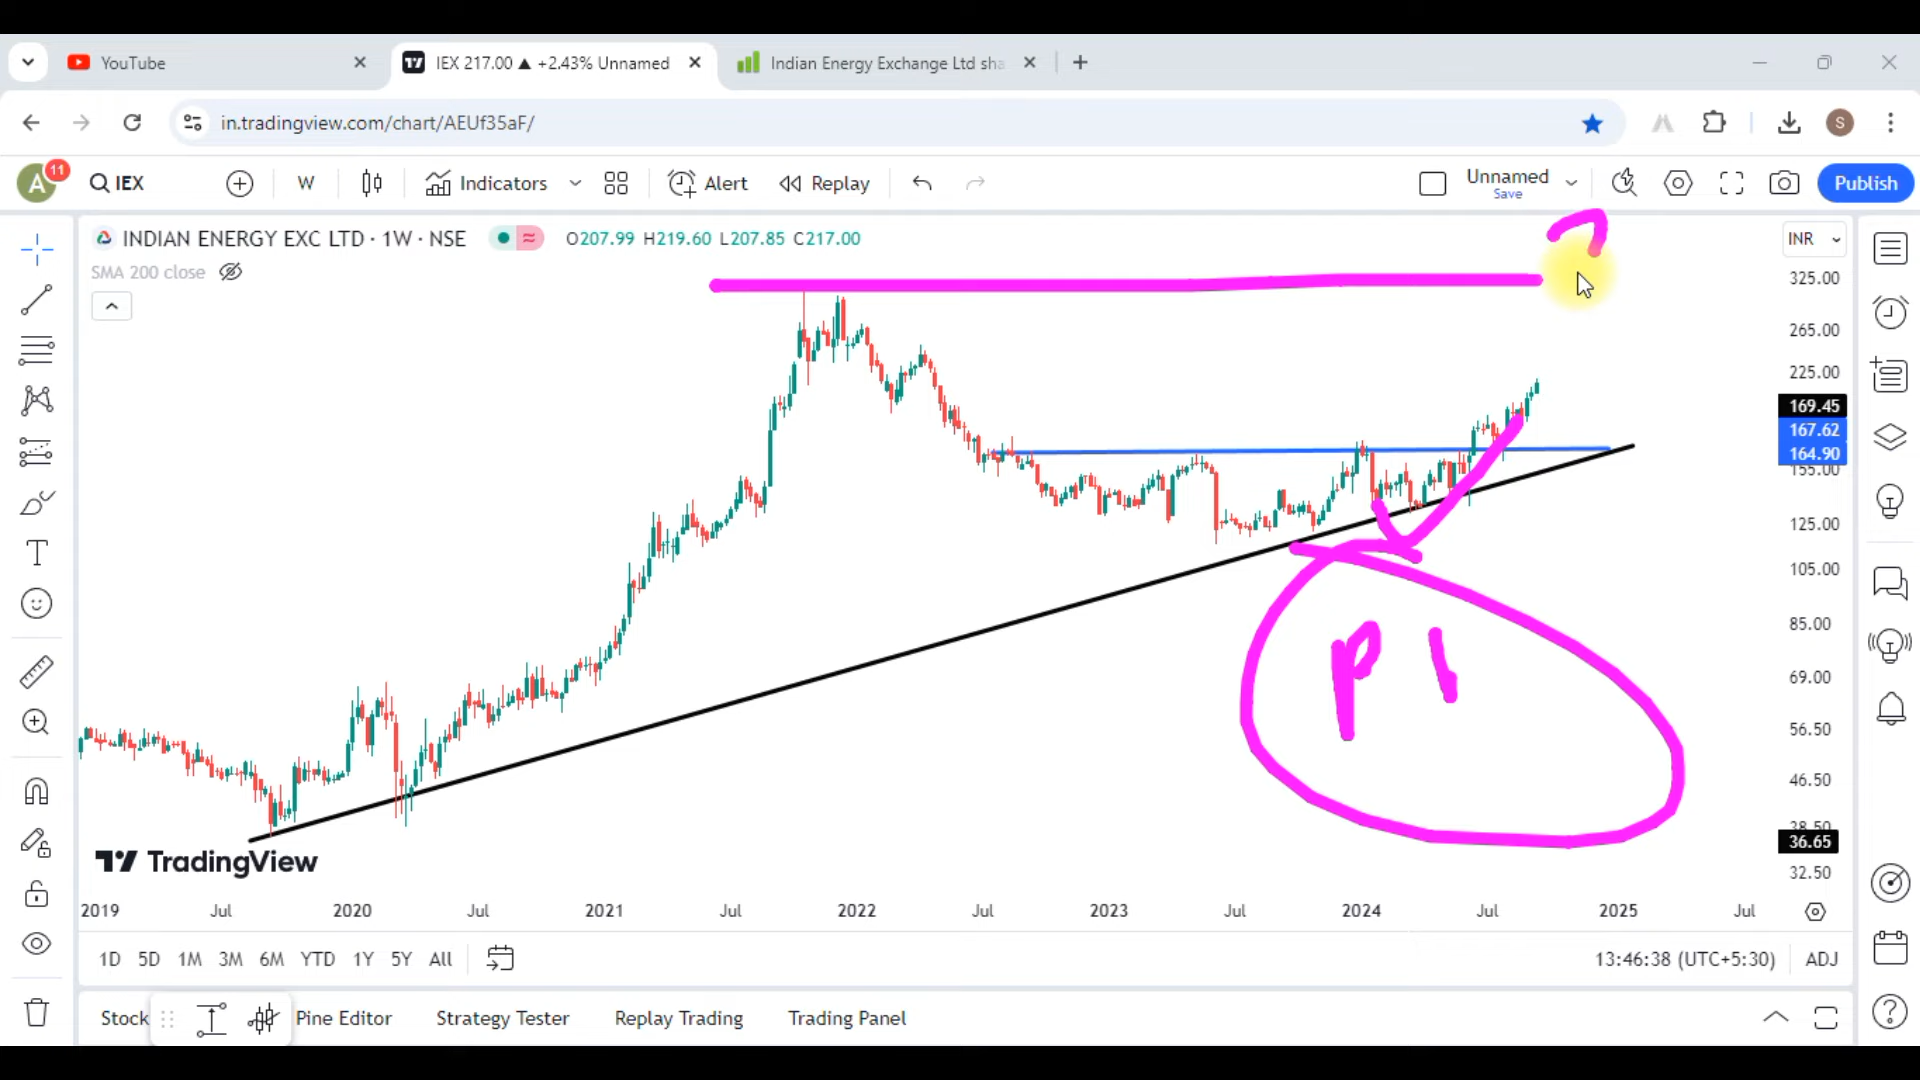 YouTube
IEX 217.00 ▲ +2.43% Unnamed
Indian Energy Exchange Ltd sha
in.tradingview.com/chart/AEUf35aF/
S
A
11
IEX
W
Indicators
Alert
Replay
Unnamed
Save
Publish
INDIAN ENERGY EXC LTD · 1W · NSE
O207.99 H219.60 L207.85 C217.00
INR
SMA 200 close
325.00
265.00
225.00
169.45
167.62
164.90
155.00
125.00
105.00
85.00
69.00
56.50
46.50
38.50
36.65
32.50
P
TradingView
2019 Jul 2020 Jul 2021 Jul 2022 Jul 2023 Jul 2024 Jul 2025 Jul
1D 5D 1M 3M 6M YTD 1Y 5Y All
13:46:38 (UTC+5:30) ADJ
Stock
Pine Editor
Strategy Tester
Replay Trading
Trading Panel